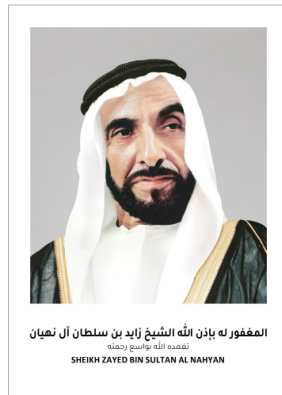 المغفور له بإذن الله الشيخ زايد بن سلطان آل نهيان
تغمده الله بواسع رحمته
SHEIKH ZAYED BIN SULTAN AL NAHYAN